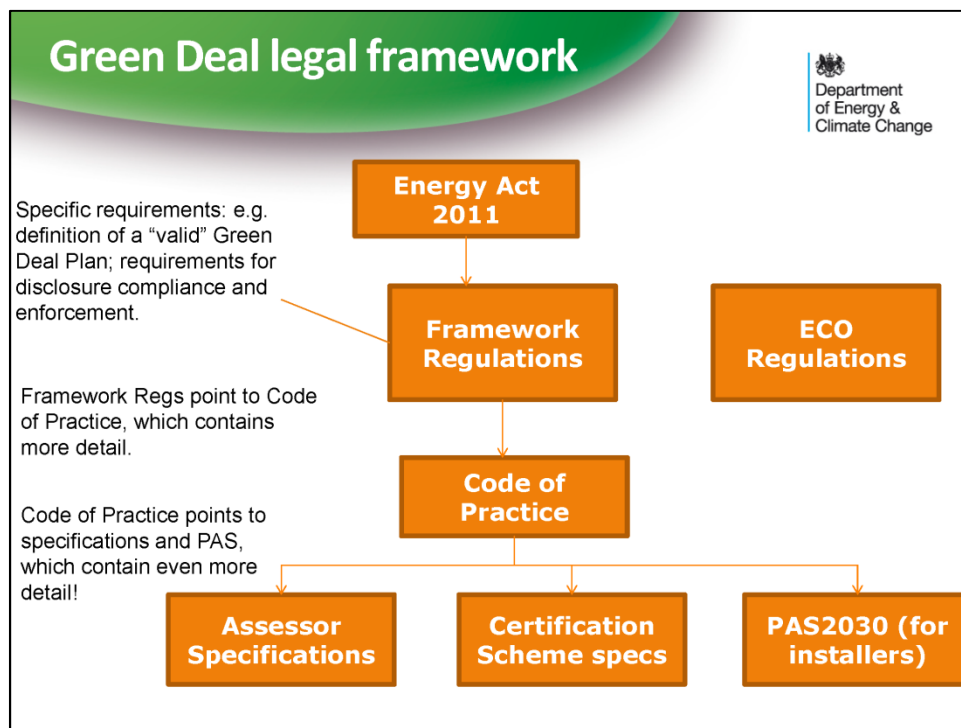 Green Deal legal framework
Department
of Energy &
Climate Change
Energy Act
2011
Specific requirements: e.g.
definition of a “valid” Green
Deal Plan; requirements for
disclosure compliance and
enforcement.
Framework
Regulations
ECO
Regulations
Framework Regs point to Code
of Practice, which contains
more detail.
Code of
Practice
Code of Practice points to
specifications and PAS,
which contain even more
detail!
Assessor
Specifications
Certification
Scheme specs
PAS2030 (for
installers)